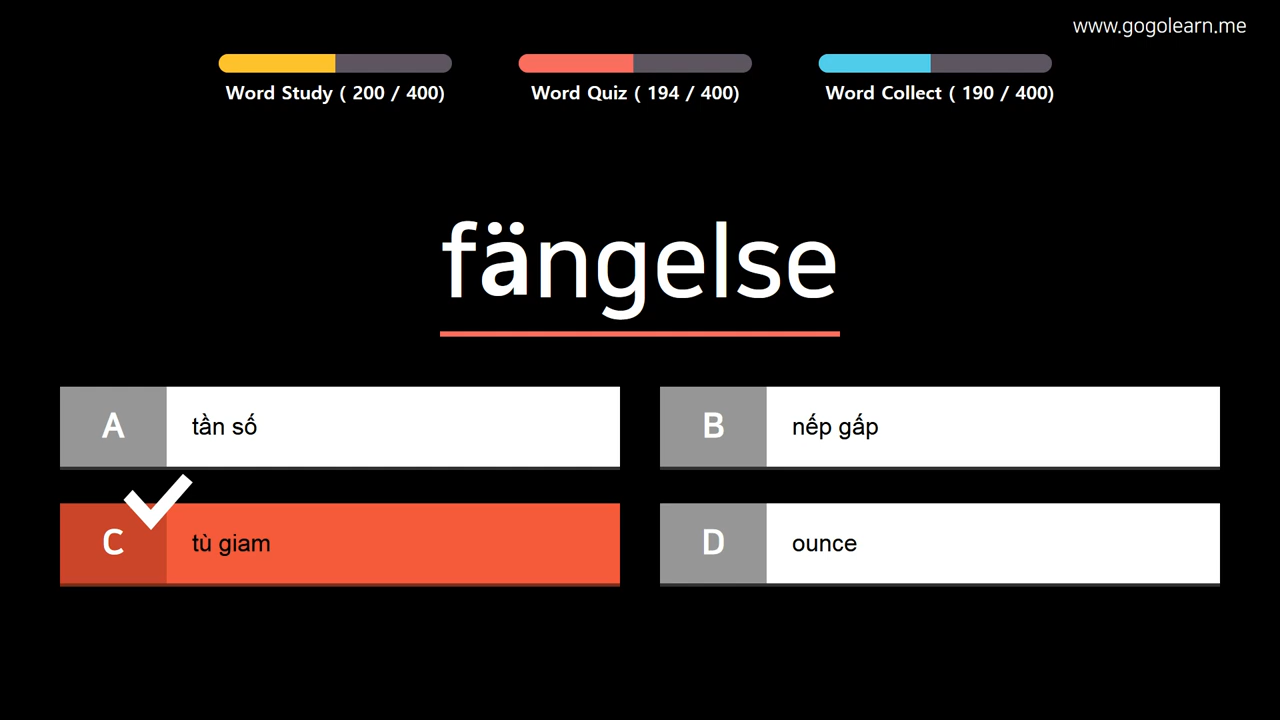 www.gogolearn.me
Word Study ( 200 / 400)
Word Quiz ( 194 / 400)
Word Collect ( 190 / 400)
fängelse
A
tần số
B
nếp gấp
C
tù giam
D
ounce